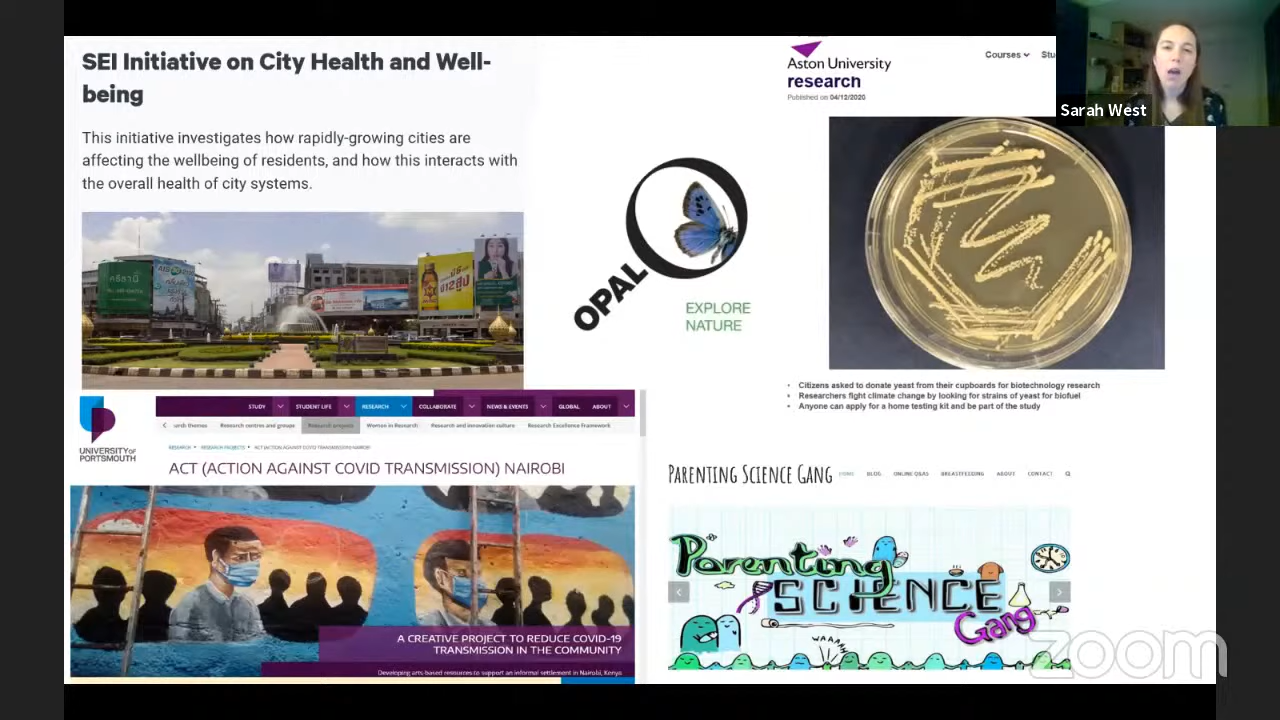 SEI Initiative on City Health and Well-
being
This initiative investigates how rapidly-growing cities are
affecting the wellbeing of residents, and how this interacts with
the overall health of city systems.
OPAL
EXPLORE
NATURE
Aston University
research
Published on 04/12/2020
Courses
Stu
Sarah West
Citizens asked to donate yeast from their cupboards for biotechnology research
Researchers fight climate change by looking for strains of yeast for biofuel
Anyone can apply for a home testing kit and be part of the study
UNIVERSITY OF
PORTSMOUTH
STUDY STUDENT LIFE RESEARCH COLLABORATE NEWS & EVENTS GLOBAL ABOUT
Research centres and groups Research projects Women in Research Research and innovation culture Research Excellence Framework
RESEARCH RESEARCH PROJECTS ACT (ACTION AGAINST COVID TRANSMISSION) NAIROBI
ACT (ACTION AGAINST COVID TRANSMISSION) NAIROBI
A CREATIVE PROJECT TO REDUCE COVID-19
TRANSMISSION IN THE COMMUNITY
Developing arts-based resources to support an informal settlement in Nairobi, Kenya
PARENTING SCIENCE GANG
HOME BLOG ONLINE Q&AS BREASTFEEDING ABOUT CONTACT
Parenting
SCIENCE
Gang
WAAA
zoom